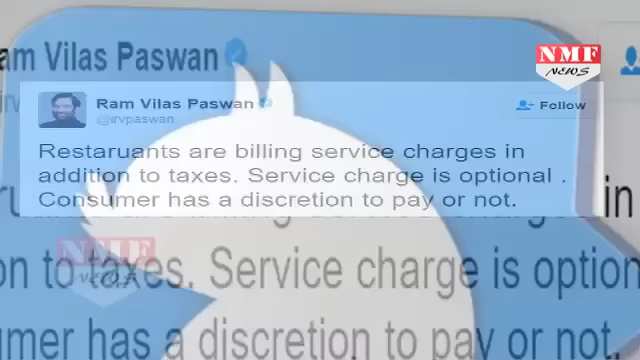 am Vilas Paswan
NMF
NEWS
Ram Vilas Paswan
@irvpaswan
Follow
Restaruants are billing service charges in
addition to taxes. Service charge is optional .
Consumer has a discretion to pay or not.
in
NMF
NEWS
on to taxes. Service charge is option
umer has a discretion to pay or not.